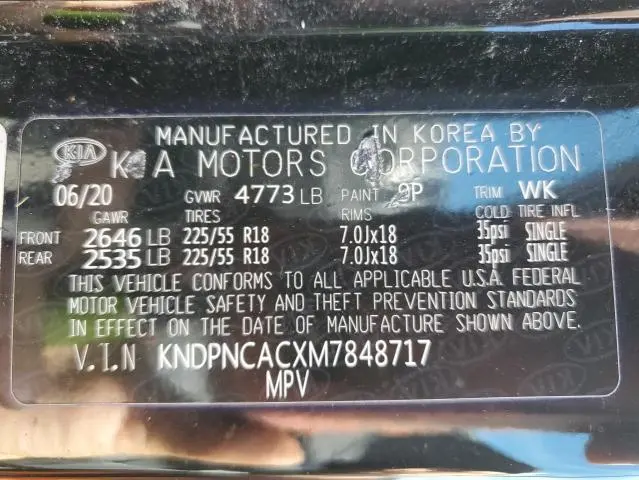 MANUFACTURED IN KOREA BY
KIA KIA MOTORS CORPORATION
06/20 GVWR 4773 LB PAINT 9P TRIM WK
GAWR TIRES RIMS COLD TIRE INFL
FRONT 2646 LB 225/55 R18 7.0Jx18 35psi SINGLE
REAR 2535 LB 225/55 R18 7.0Jx18 35psi SINGLE
THIS VEHICLE CONFORMS TO ALL APPLICABLE U.S.A. FEDERAL
MOTOR VEHICLE SAFETY AND THEFT PREVENTION STANDARDS
IN EFFECT ON THE DATE OF MANUFACTURE SHOWN ABOVE.
V.I.N KNDPNCACXM7848717
MPV